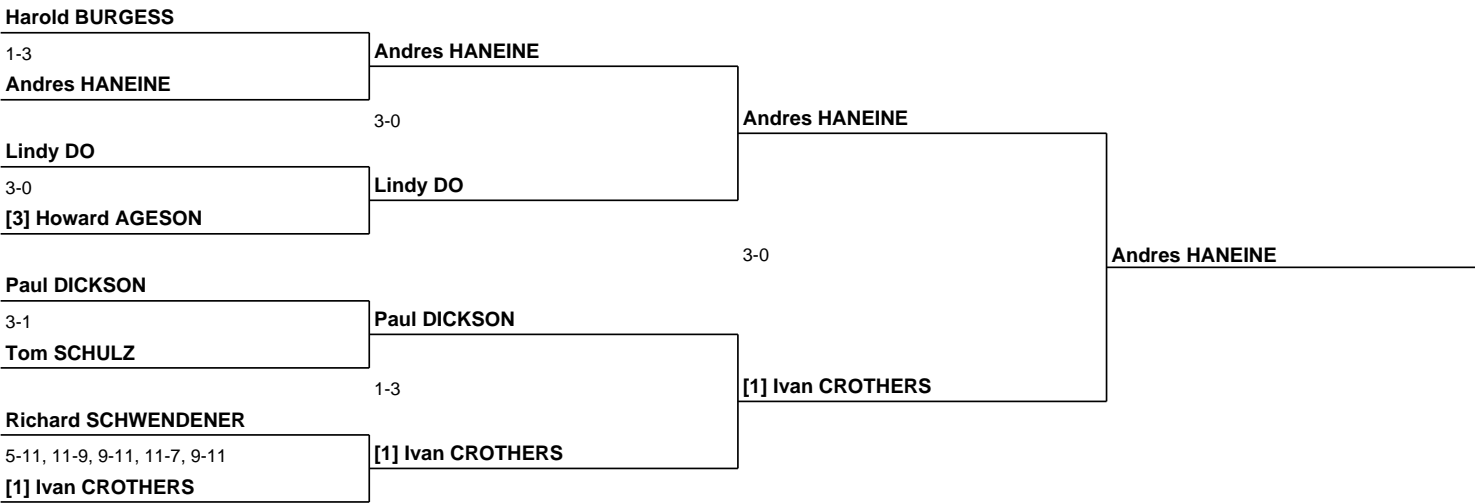 Harold BURGESS
1-3
Andres HANEINE
Andres HANEINE
3-0
Andres HANEINE
Lindy DO
3-0
Lindy DO
[3] Howard AGESON
3-0
Andres HANEINE
Paul DICKSON
3-1
Paul DICKSON
Tom SCHULZ
1-3
[1] Ivan CROTHERS
Richard SCHWENDENER
5-11, 11-9, 9-11, 11-7, 9-11
[1] Ivan CROTHERS
[1] Ivan CROTHERS